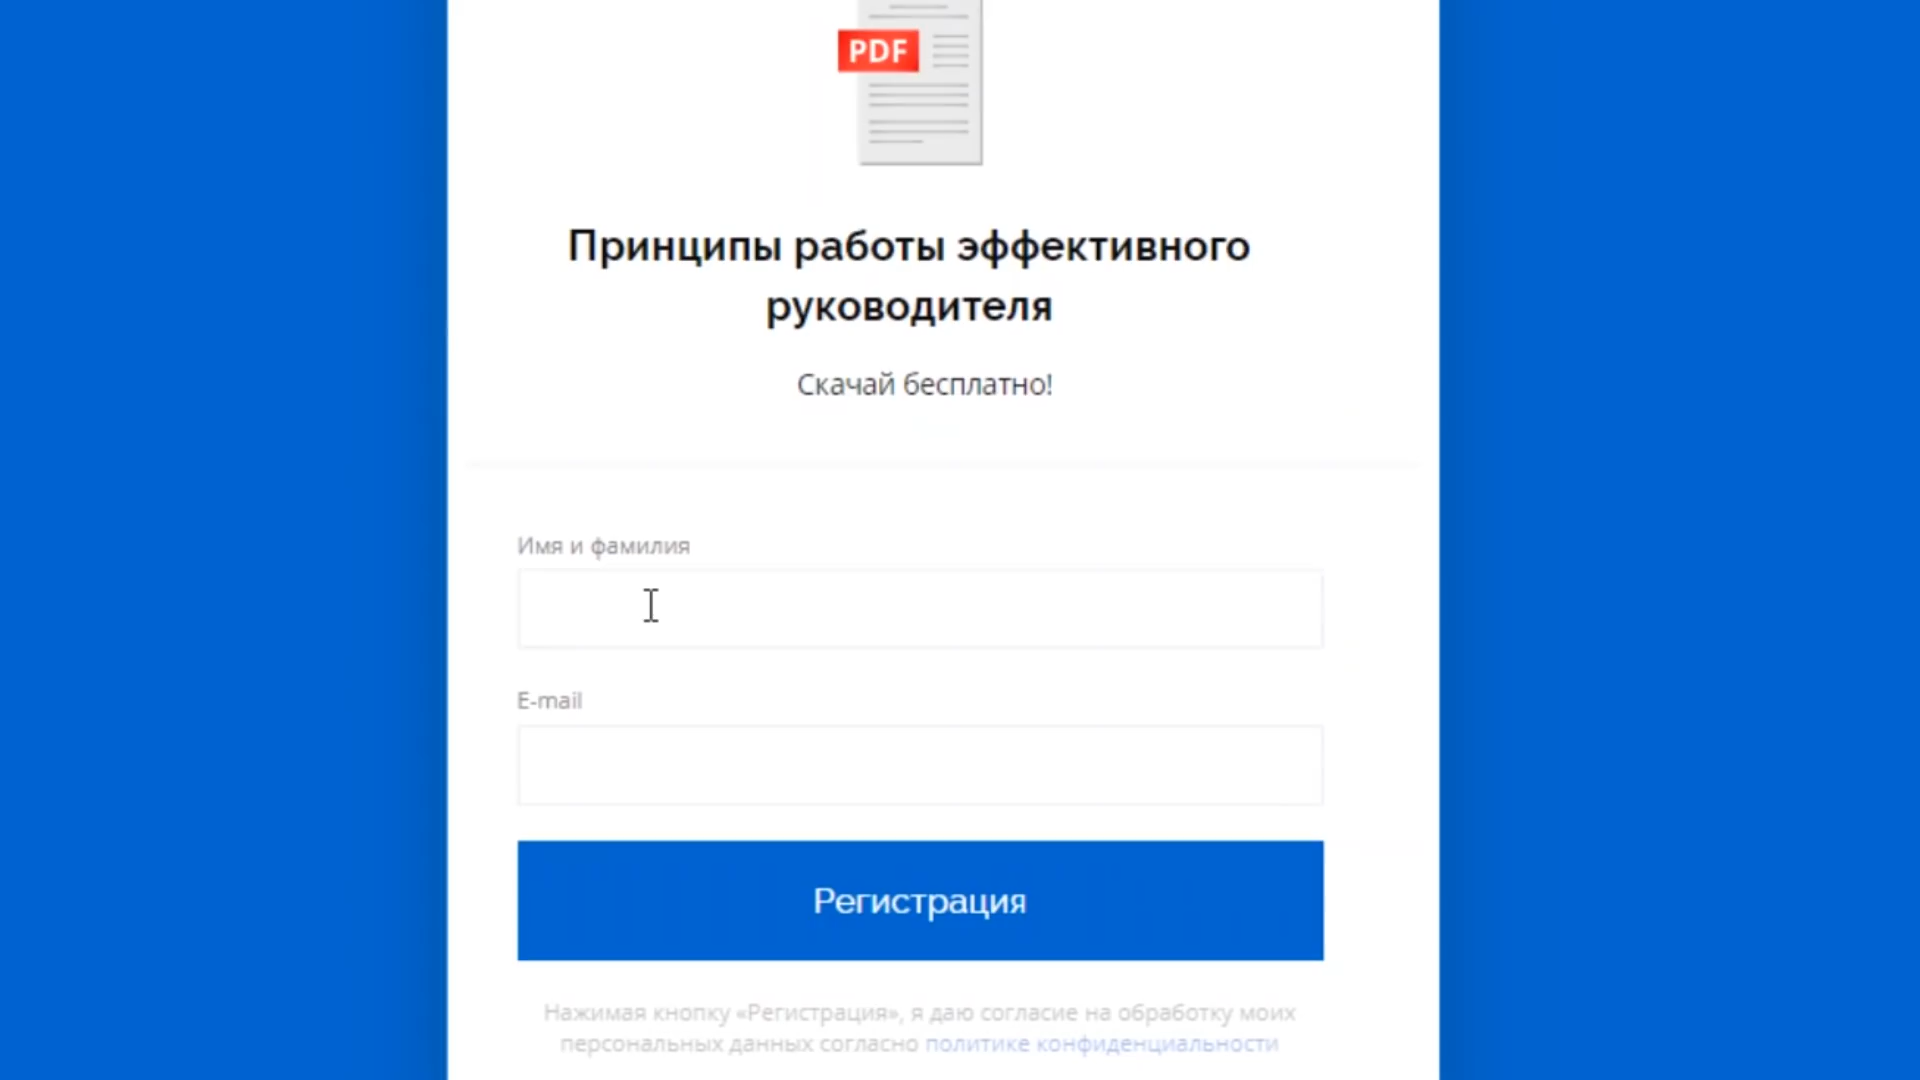 PDF
Принципы работы эффективного
руководителя
Скачай бесплатно!
Имя и фамилия
E-mail
Регистрация
Нажимая кнопку «Регистрация», я даю согласие на обработку моих
персональных данных согласно политике конфиденциальности